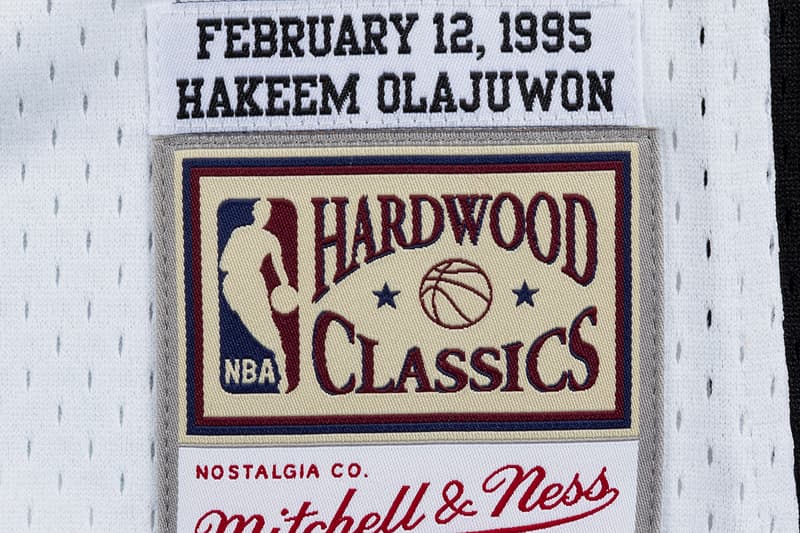 FEBRUARY 12, 1995
HAKEEM OLAJUWON
HARDWOOD
CLASSICS
NBA
NOSTALGIA CO.
Mitchell & Ness